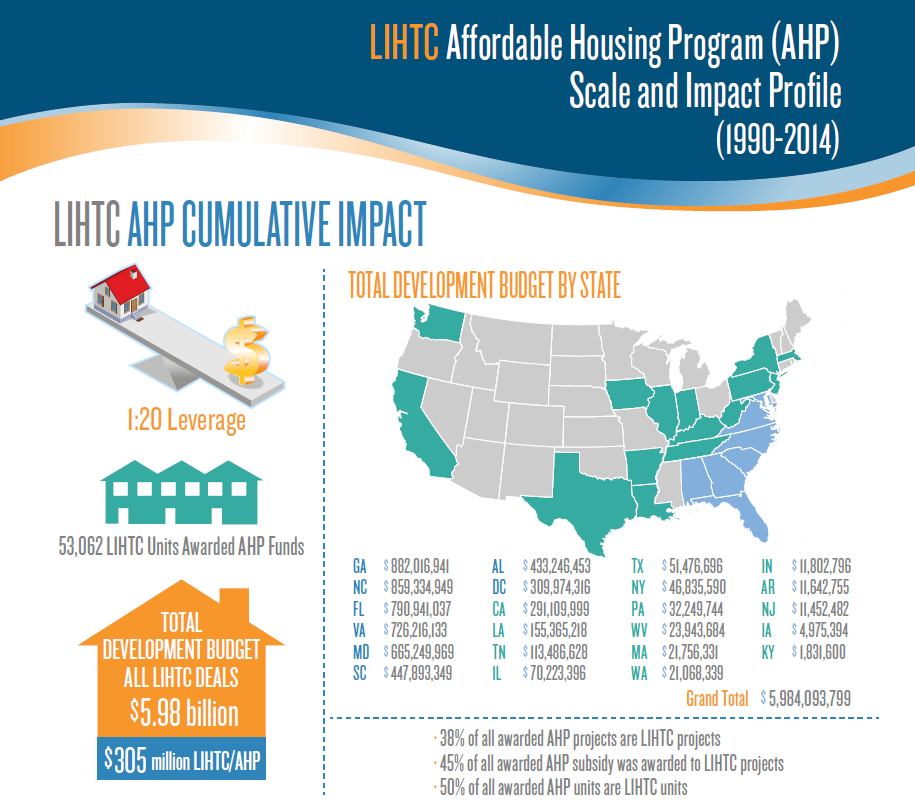 LIHTC Affordable Housing Program (AHP)
Scale and Impact Profile
(1990-2014)
LIHTC AHP CUMULATIVE IMPACT
$
1:20 Leverage
53,062 LIHTC Units Awarded AHP Funds
TOTAL
DEVELOPMENT BUDGET
ALL LIHTC DEALS
$5.98 billion
$305 million LIHTC/AHP
TOTAL DEVELOPMENT BUDGET BY STATE
GA $ 882,016,941
NC $ 859,334,949
FL $ 790,941,037
VA $ 726,216,133
MD $ 665,249,969
SC $ 447,893,349
AL $ 433,246,453
DC $ 309,974,316
CA $ 291,109,999
LA $ 155,365,218
TN $ 113,486,628
IL $ 70,223,396
TX $ 51,476,696
NY $ 46,835,590
PA $ 32,249,744
WV $ 23,943,684
MA $ 21,756,331
WA $ 21,068,339
IN $ 11,802,796
AR $ 11,642,755
NJ $ 11,452,482
IA $ 4,975,394
KY $ 1,831,600
Grand Total $ 5,984,093,799
· 38% of all awarded AHP projects are LIHTC projects
· 45% of all awarded AHP subsidy was awarded to LIHTC projects
· 50% of all awarded AHP units are LIHTC units